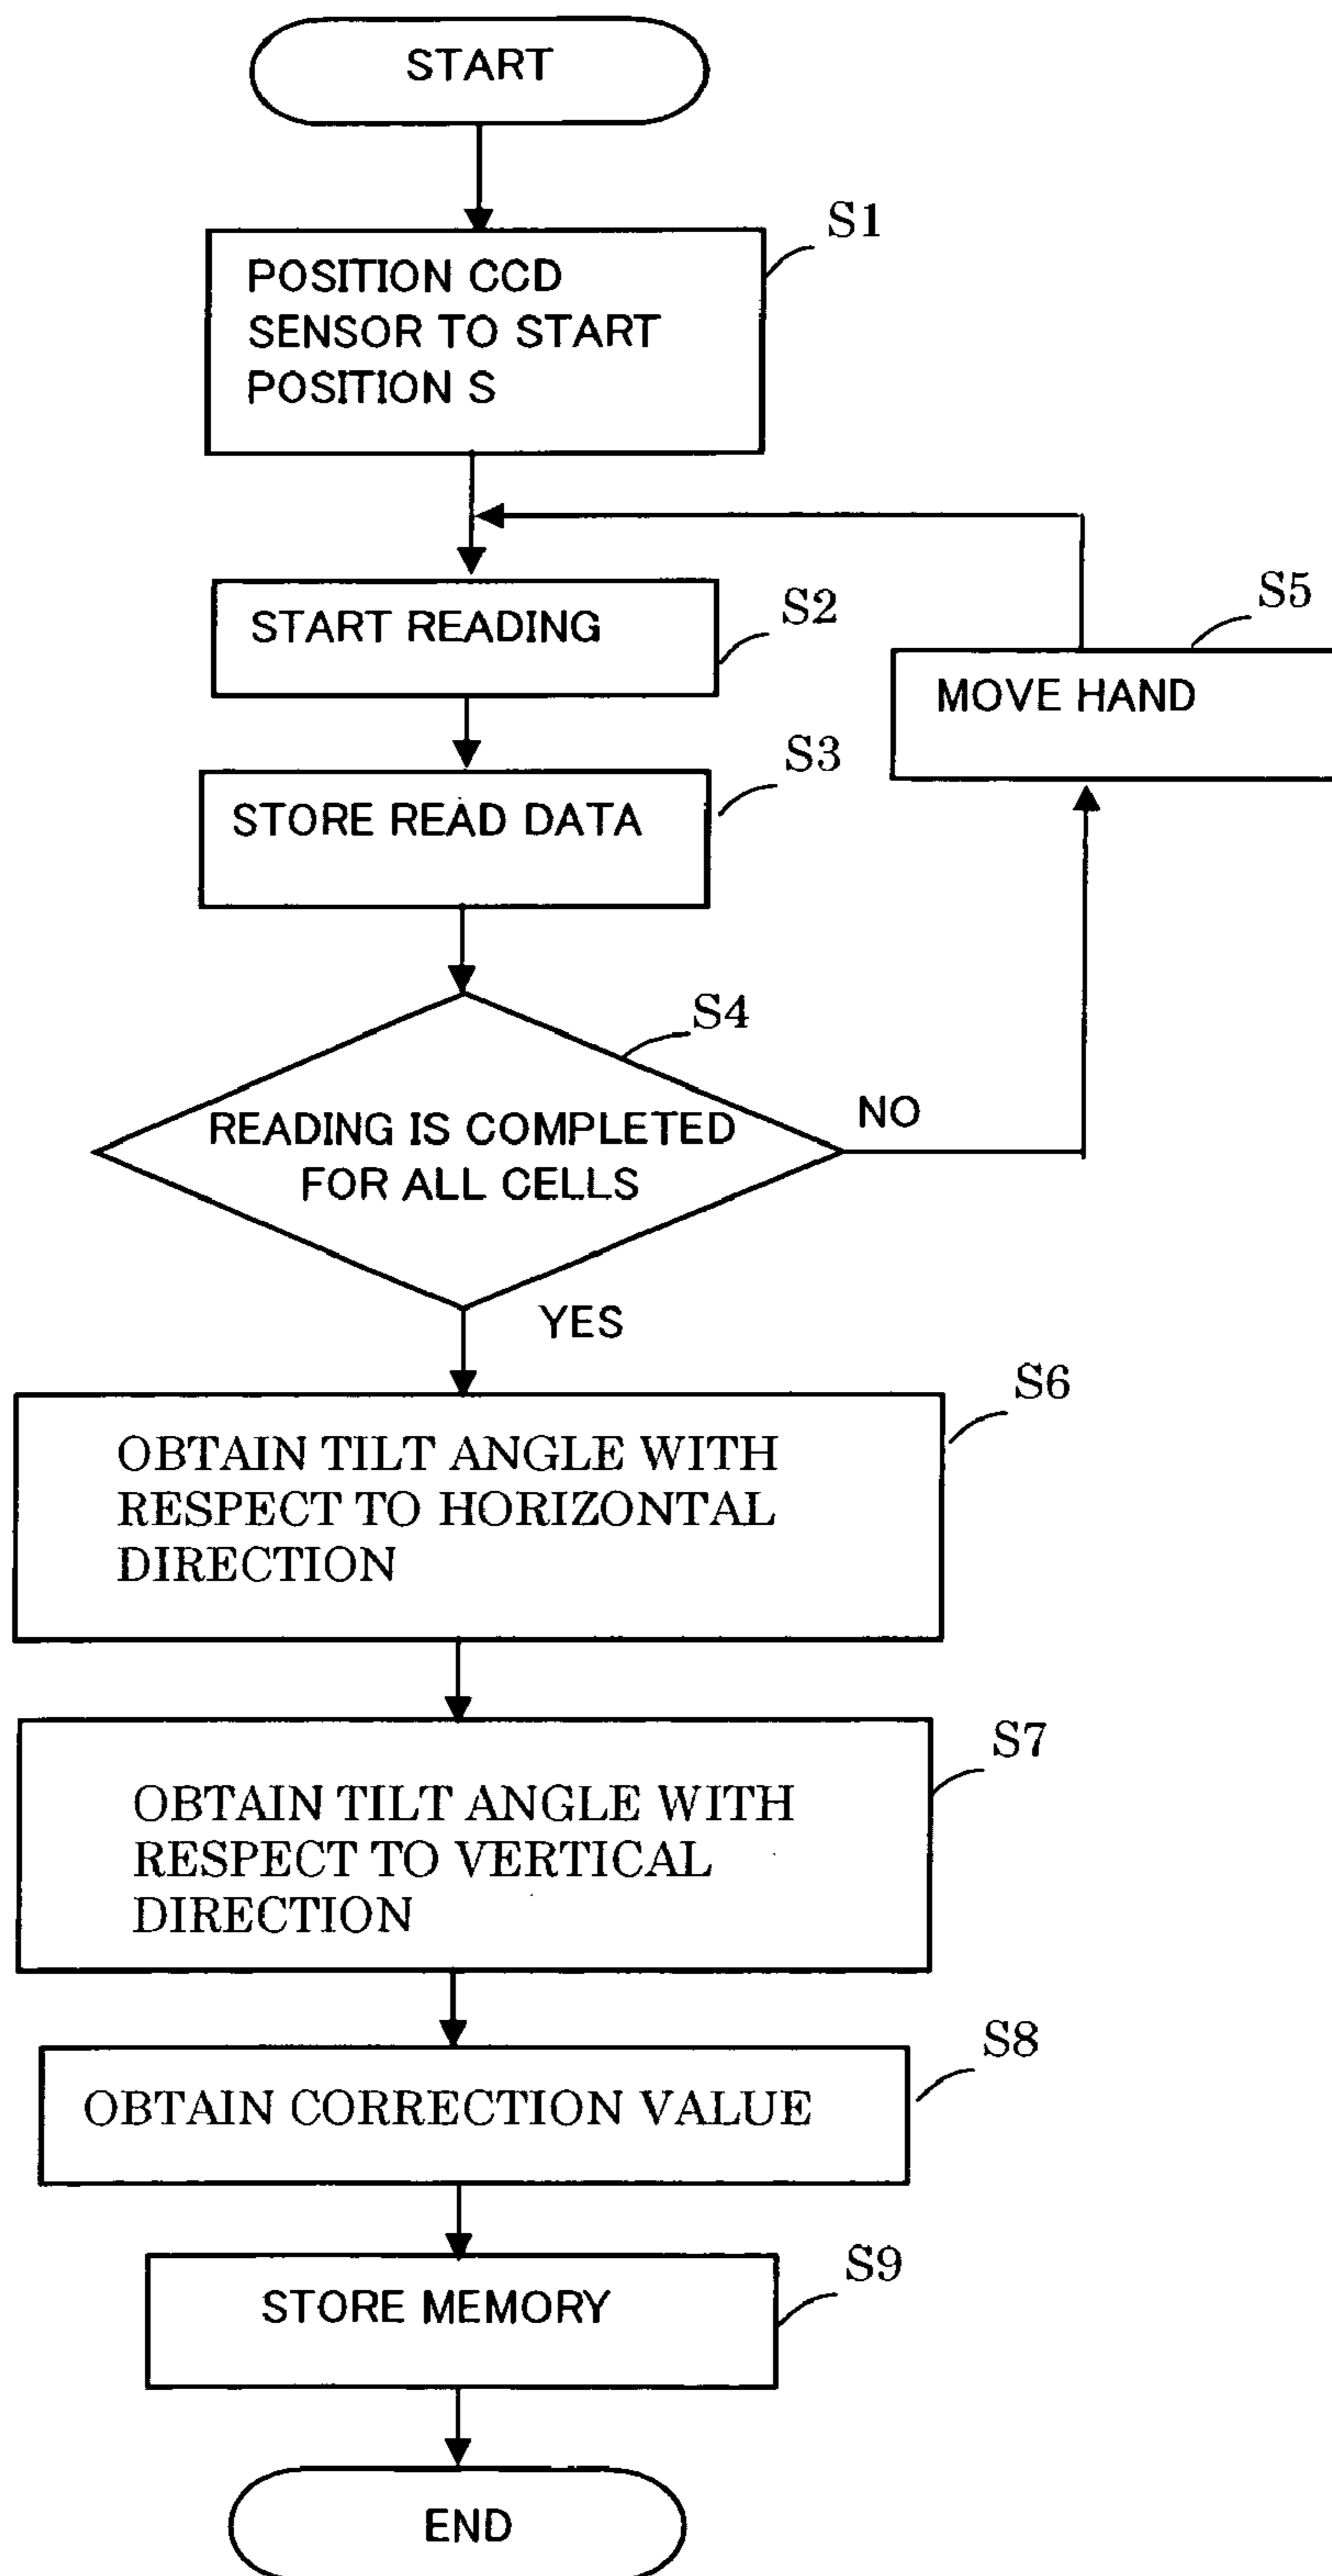 START
S1
POSITION CCD
SENSOR TO START
POSITION S
START READING
S2
S5
MOVE HAND
S3
STORE READ DATA
S4
READING IS COMPLETED
FOR ALL CELLS
NO
YES
S6
OBTAIN TILT ANGLE WITH
RESPECT TO HORIZONTAL
DIRECTION
S7
OBTAIN TILT ANGLE WITH
RESPECT TO VERTICAL
DIRECTION
S8
OBTAIN CORRECTION VALUE
S9
STORE MEMORY
END